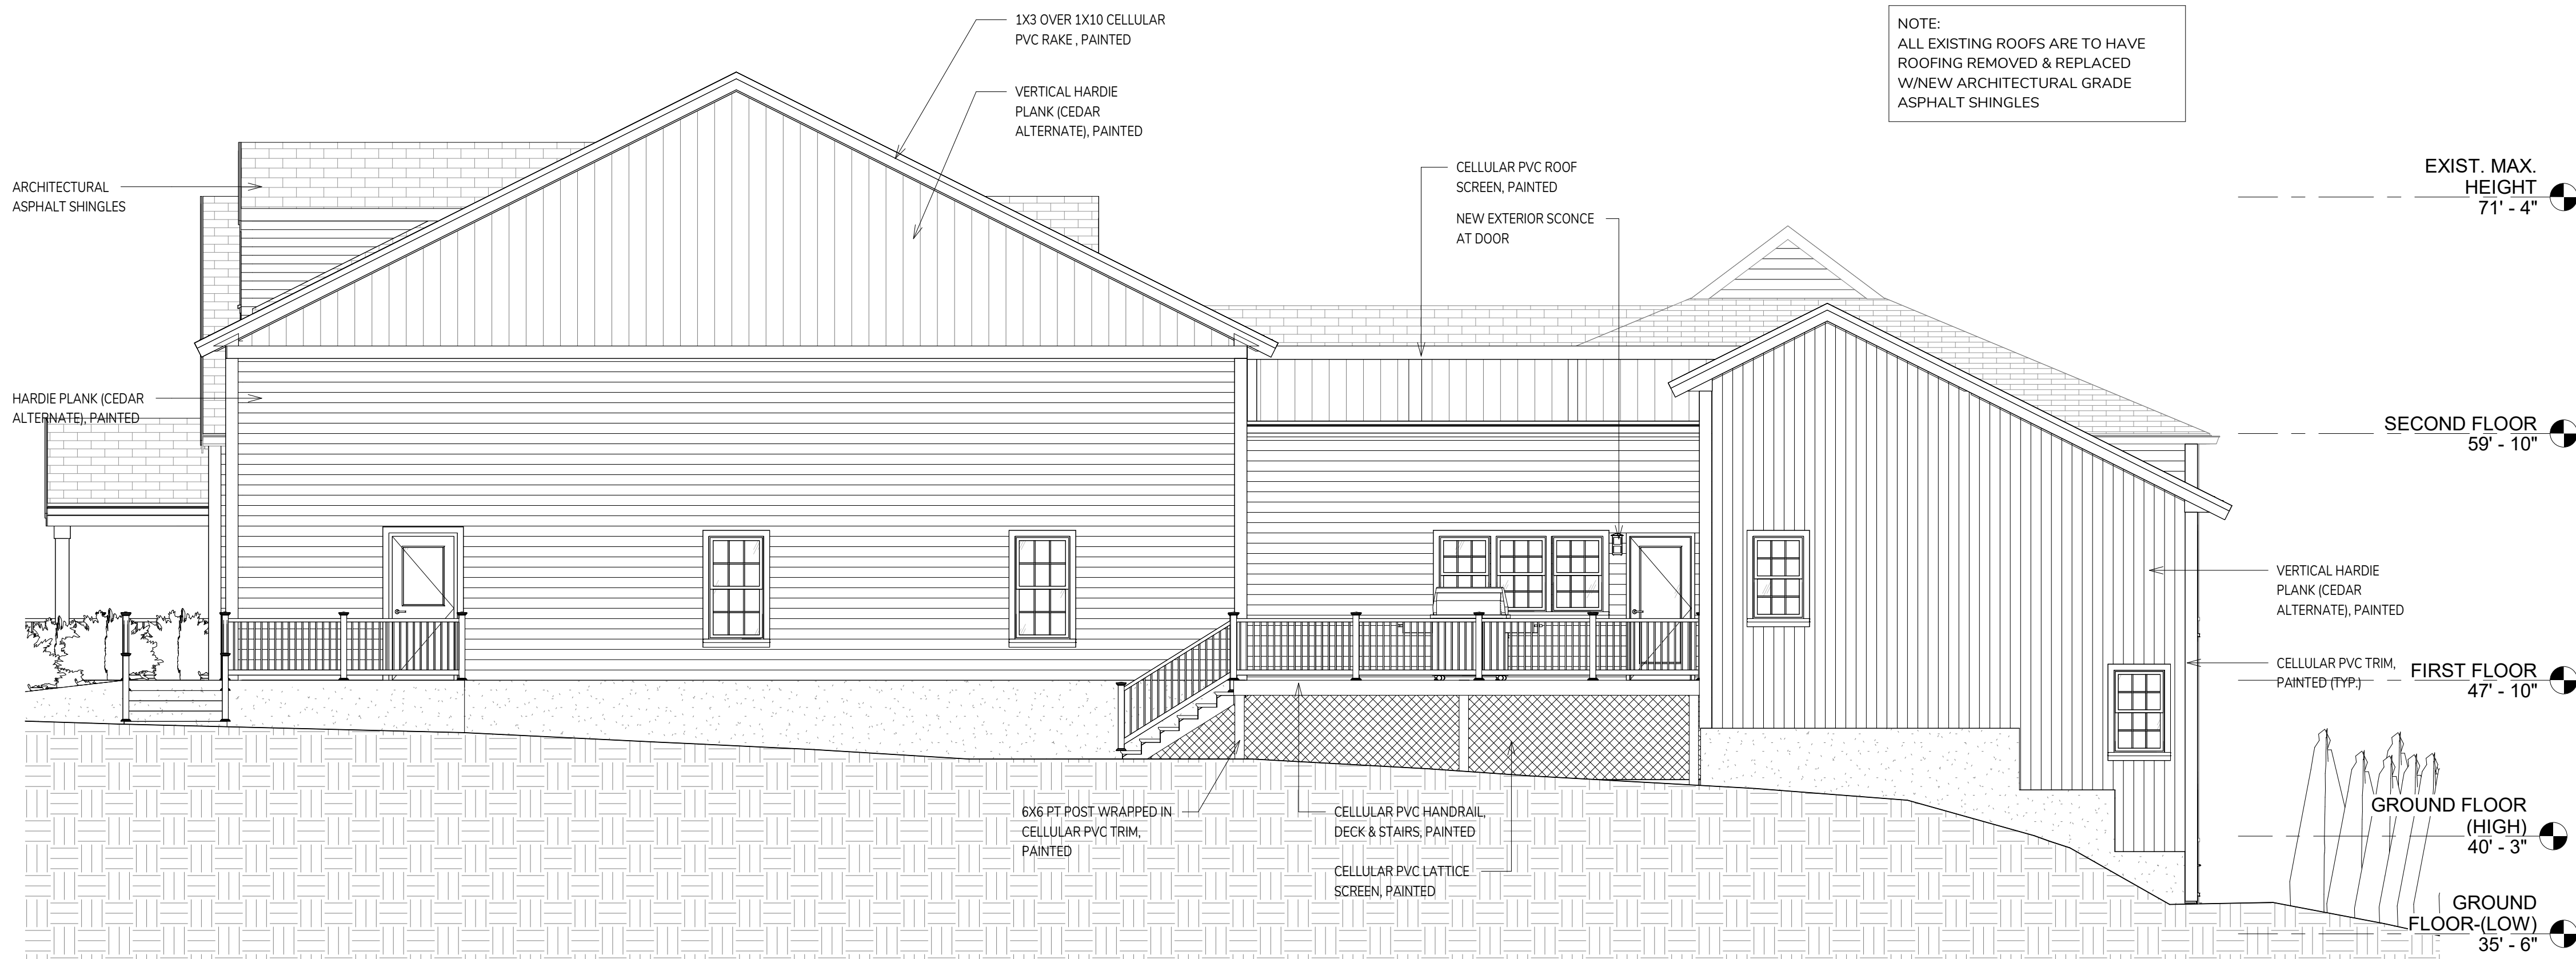 1X3 OVER 1X10 CELLULAR
PVC RAKE , PAINTED
VERTICAL HARDIE
PLANK (CEDAR
ALTERNATE), PAINTED
NOTE:
ALL EXISTING ROOFS ARE TO HAVE
ROOFING REMOVED & REPLACED
W/NEW ARCHITECTURAL GRADE
ASPHALT SHINGLES
ARCHITECTURAL
ASPHALT SHINGLES
CELLULAR PVC ROOF
SCREEN, PAINTED
NEW EXTERIOR SCONCE
AT DOOR
EXIST. MAX.
HEIGHT
71' - 4"
HARDIE PLANK (CEDAR
ALTERNATE), PAINTED
SECOND FLOOR
59' - 10"
VERTICAL HARDIE
PLANK (CEDAR
ALTERNATE), PAINTED
CELLULAR PVC TRIM,
PAINTED (TYP.)
FIRST FLOOR
47' - 10"
6X6 PT POST WRAPPED IN
CELLULAR PVC TRIM,
PAINTED
CELLULAR PVC HANDRAIL,
DECK & STAIRS, PAINTED
CELLULAR PVC LATTICE
SCREEN, PAINTED
GROUND FLOOR
(HIGH)
40' - 3"
GROUND
FLOOR-(LOW)
35' - 6"